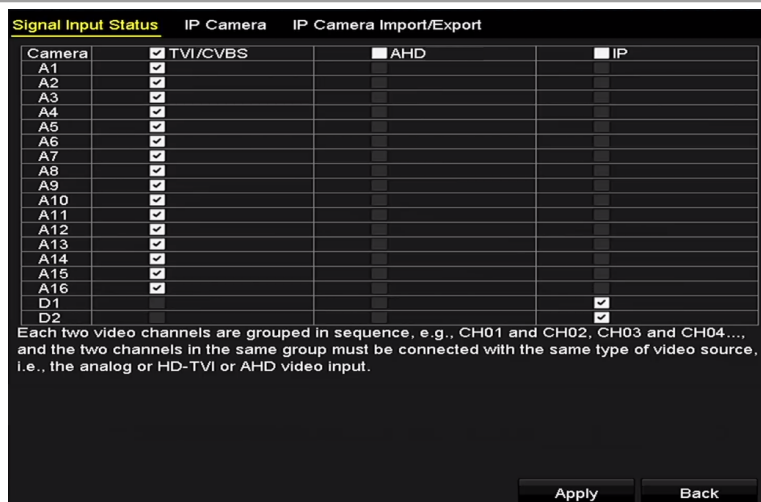 Signal Input Status IP Camera IP Camera Import/Export
Camera TVI/CVBS AHD IP
A1
A2
A3
A4
A5
A6
A7
A8
A9
A10
A11
A12
A13
A14
A15
A16
D1
D2
Each two video channels are grouped in sequence, e.g., CH01 and CH02, CH03 and CH04...,
and the two channels in the same group must be connected with the same type of video source,
i.e., the analog or HD-TVI or AHD video input.
Apply Back